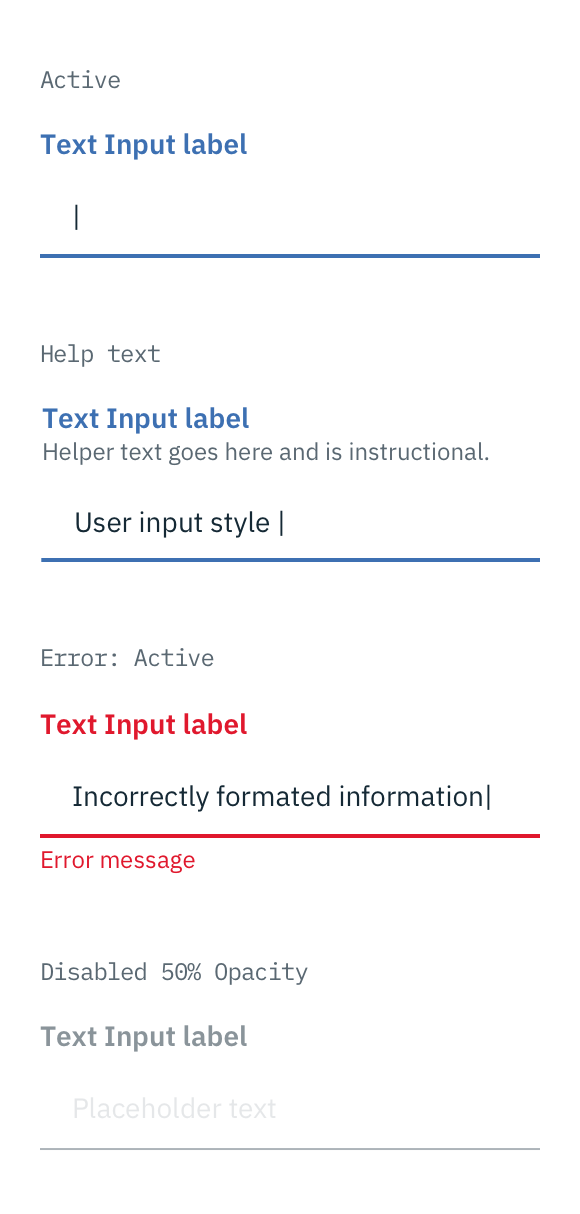 Active
Text Input label
|
Help text
Text Input label
Helper text goes here and is instructional.
User input style |
Error: Active
Text Input label
Incorrectly formated information|
Error message
Disabled 50% Opacity
Text Input label
Placeholder text